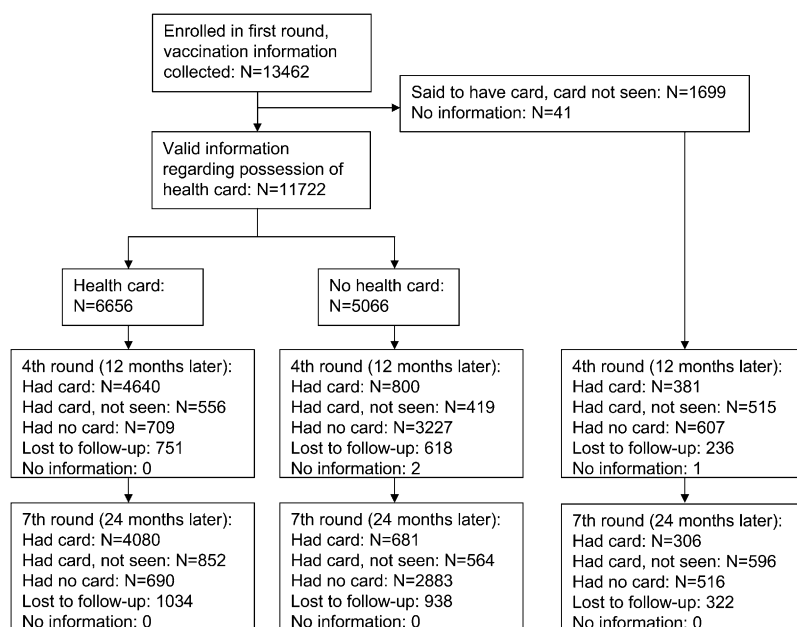 Enrolled in first round,
vaccination information
collected: N=13462
Said to have card, card not seen: N=1699
No information: N=41
Valid information
regarding possession of
health card: N=11722
Health card:
N=6656
No health card:
N=5066
4th round (12 months later):
Had card: N=4640
Had card, not seen: N=556
Had no card: N=709
Lost to follow-up: 751
No information: 0
4th round (12 months later):
Had card: N=800
Had card, not seen: N=419
Had no card: N=3227
Lost to follow-up: 618
No information: 2
4th round (12 months later):
Had card: N=381
Had card, not seen: N=515
Had no card: N=607
Lost to follow-up: 236
No information: 1
7th round (24 months later):
Had card: N=4080
Had card, not seen: N=852
Had no card: N=690
Lost to follow-up: 1034
No information: 0
7th round (24 months later):
Had card: N=681
Had card, not seen: N=564
Had no card: N=2883
Lost to follow-up: 938
No information: 0
7th round (24 months later):
Had card: N=306
Had card, not seen: N=596
Had no card: N=516
Lost to follow-up: 322
No information: 0